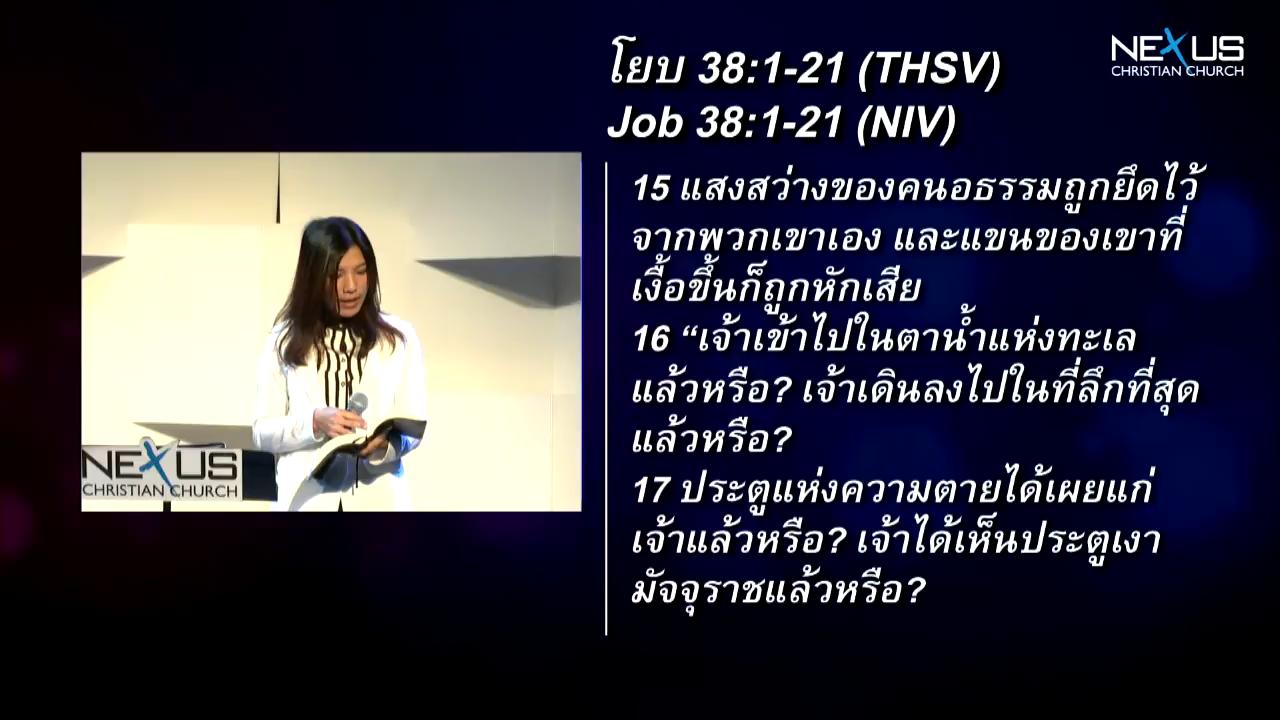 โยบ 38:1-21 (THSV)
Job 38:1-21 (NIV)
NEXUS
CHRISTIAN CHURCH
15 แสงสว่างของคนอธรรมถูกยึดไว้
จากพวกเขาเอง และแขนของเขาที่
เงื้อขึ้นก็ถูกหักเสีย
16 “เจ้าเข้าไปในตาน้ำแห่งทะเล
แล้วหรือ? เจ้าเดินลงไปในที่ลึกที่สุด
แล้วหรือ?
17 ประตูแห่งความตายได้เผยแก่
เจ้าแล้วหรือ? เจ้าได้เห็นประตูเงา
มัจจุราชแล้วหรือ?
NEXUS
CHRISTIAN CHURCH